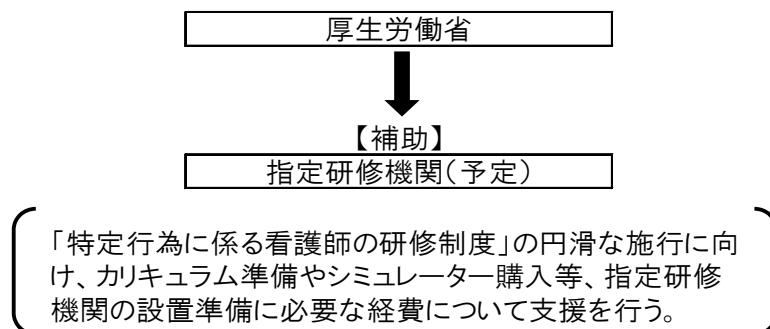 厚生労働省
【補助】
指定研修機関(予定)
「特定行為に係る看護師の研修制度」の円滑な施行に向
け、カリキュラム準備やシミュレーター購入等、指定研修
機関の設置準備に必要な経費について支援を行う。